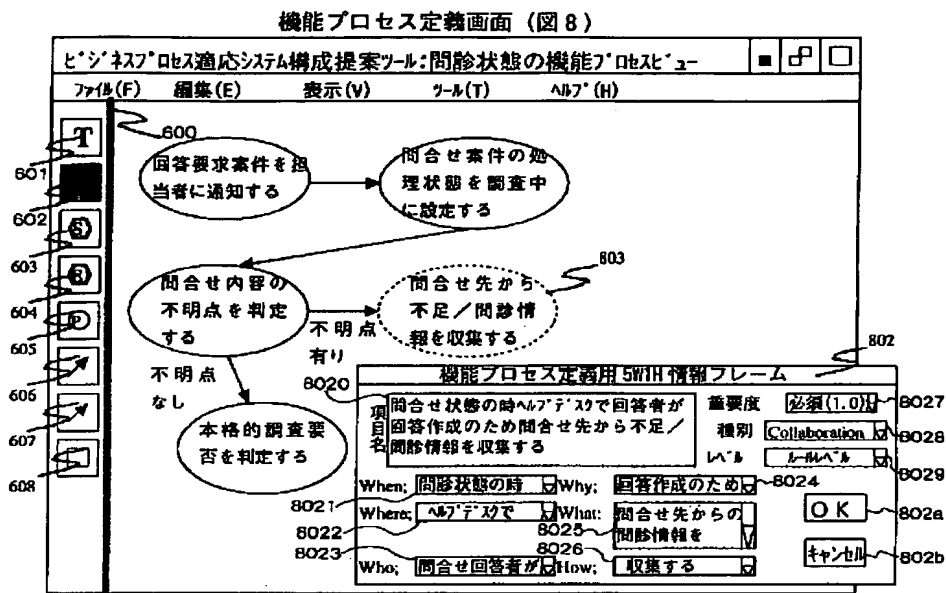 機能プロセス定義画面（図8）
ビジネスプロセス適応システム構成提案ツール：問診状態の機能プロセスビュー
ファイル(F) 編集(E) 表示(V) ツール(T) ヘルプ(H)
600
T
601
602
S
603
R
604
P
605
606
607
608
回答要求案件を担
当者に通知する
問合せ案件の処
理状態を調査中
に設定する
問合せ内容の
不明点を判定
する
問合せ先から
不足／問診情
報を収集する
803
不明点
有り
不明点
なし
本格的調査要
否を判定する
802
機能プロセス定義用5W1H情報フレーム
8020
項目名
問合せ状態の時ヘルプデスクで回答者が
回答作成のため問合せ先から不足／
問診情報を収集する
重要度 必須(1.0) 8027
種別 Collaboration 8028
レベル ルールレベル 8029
When; 問診状態の時 Why; 回答作成のため 8024
8021
Where; ヘルプデスクで What: 問合せ先からの
問診情報を
8022
8025
8023
8026
Who; 問合せ回答者が How; 収集する
OK 802a
キャンセル 802b